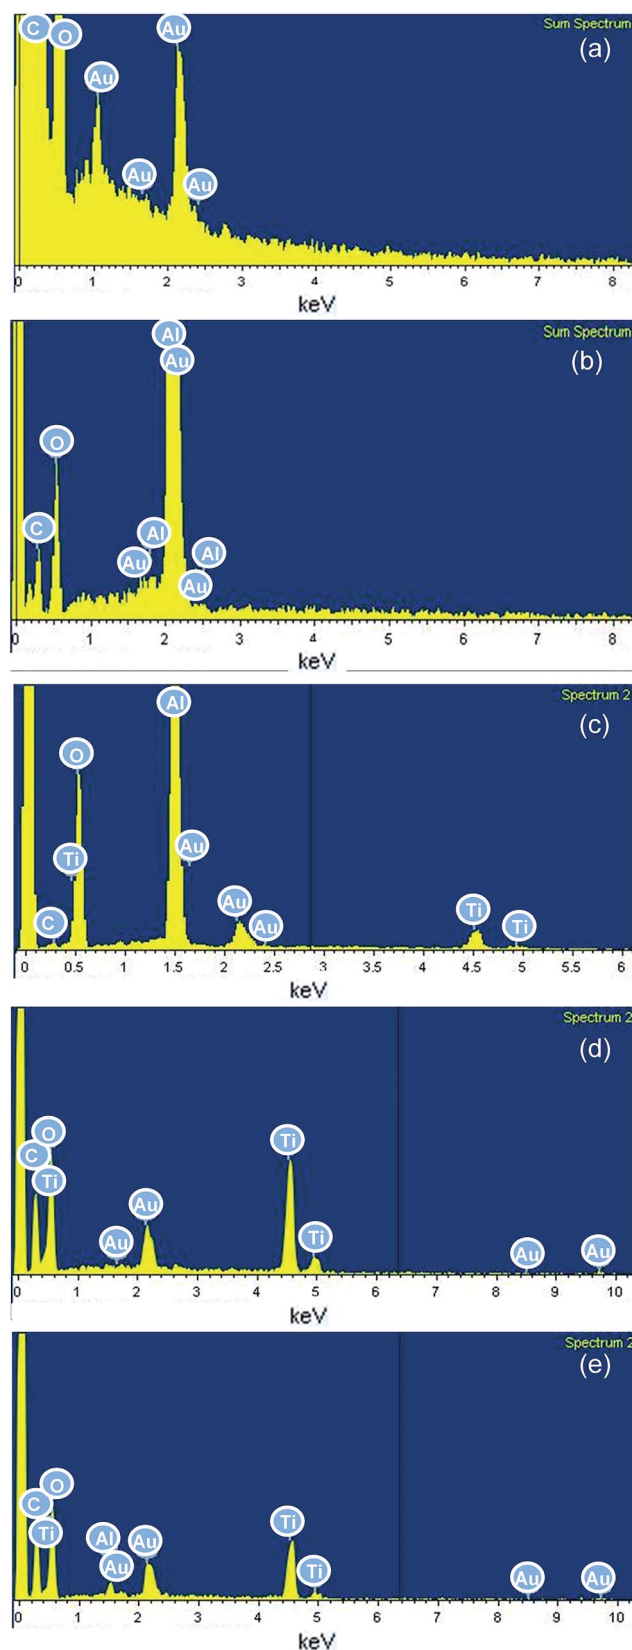 Sum Spectrum
(a)
C O Au Au Au Au
0 1 2 3 4 5 6 7 8
keV
Sum Spectrum
(b)
Al
Au
O
C Au Al Al Au
0 1 2 3 4 5 6 7 8
keV
Spectrum 2
(c)
Al
O
Ti Au
C Au Au Ti Ti
0 0.5 1 1.5 2 2.5 3 3.5 4 4.5 5 5.5 6
keV
Spectrum 2
(d)
O Ti
C
Ti Au
Au Ti Au Au
0 1 2 3 4 5 6 7 8 9 10
keV
Spectrum 2
(e)
O
C Ti
Ti Al Au
Au Ti Au Au
0 1 2 3 4 5 6 7 8 9 10
keV